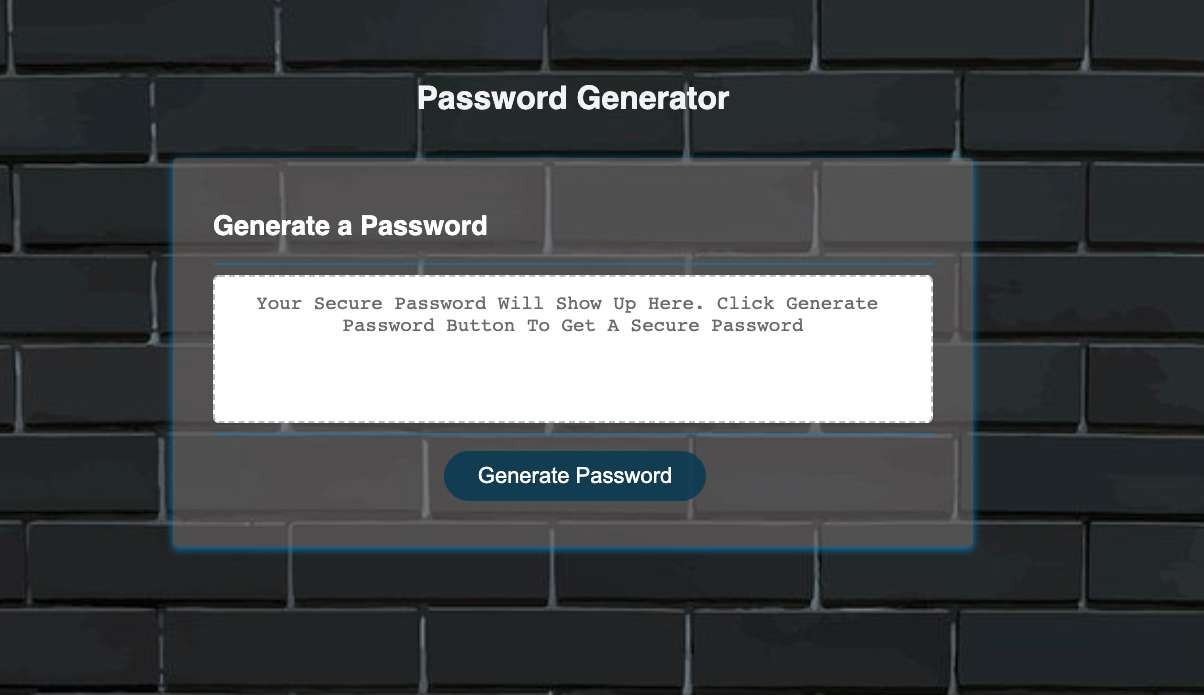 Password Generator
Generate a Password
Your Secure Password Will Show Up Here. Click Generate
Password Button To Get A Secure Password
Generate Password